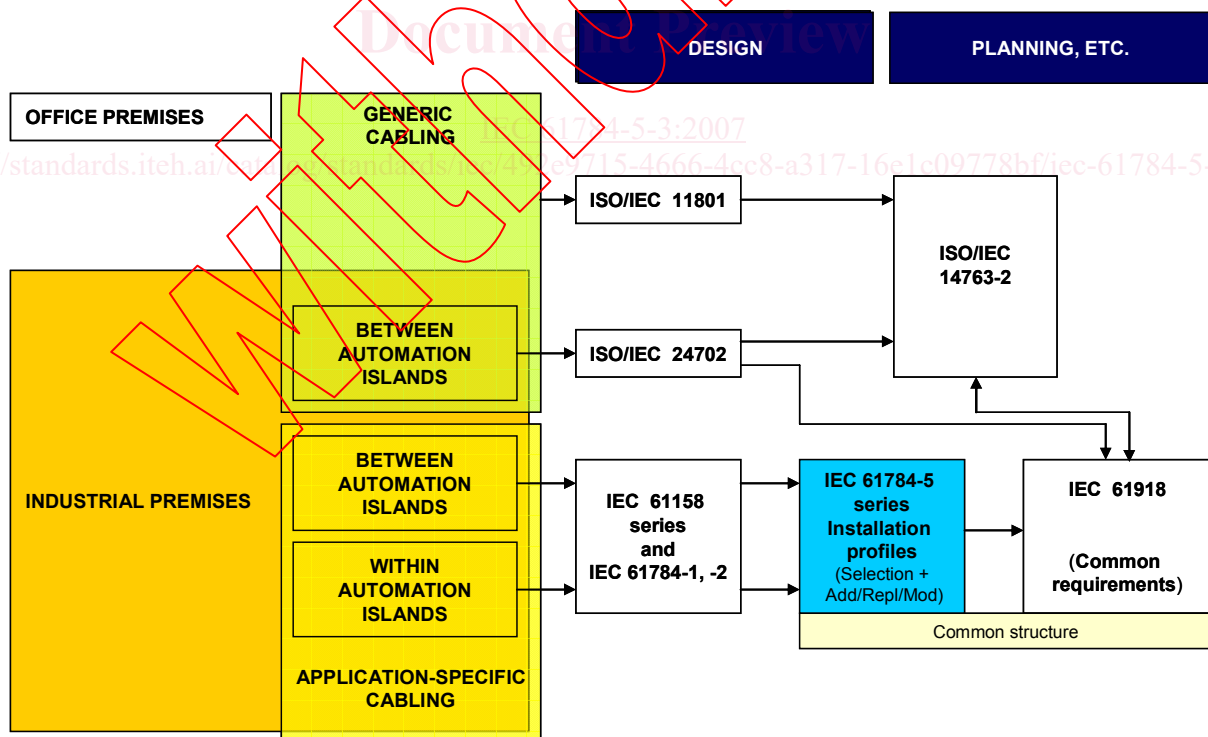 Document Preview
DESIGN
PLANNING, ETC.
OFFICE PREMISES
GENERIC
CABLING
IEC 61784-5-3:2007
ISO/IEC 11801
ISO/IEC
14763-2
BETWEEN
AUTOMATION
ISLANDS
ISO/IEC 24702
INDUSTRIAL PREMISES
BETWEEN
AUTOMATION
ISLANDS
WITHIN
AUTOMATION
ISLANDS
APPLICATION-SPECIFIC
CABLING
IEC 61158
series
and
IEC 61784-1, -2
IEC 61784-5
series
Installation
profiles
(Selection +
Add/Repl/Mod)
IEC 61918
(Common
requirements)
Common structure